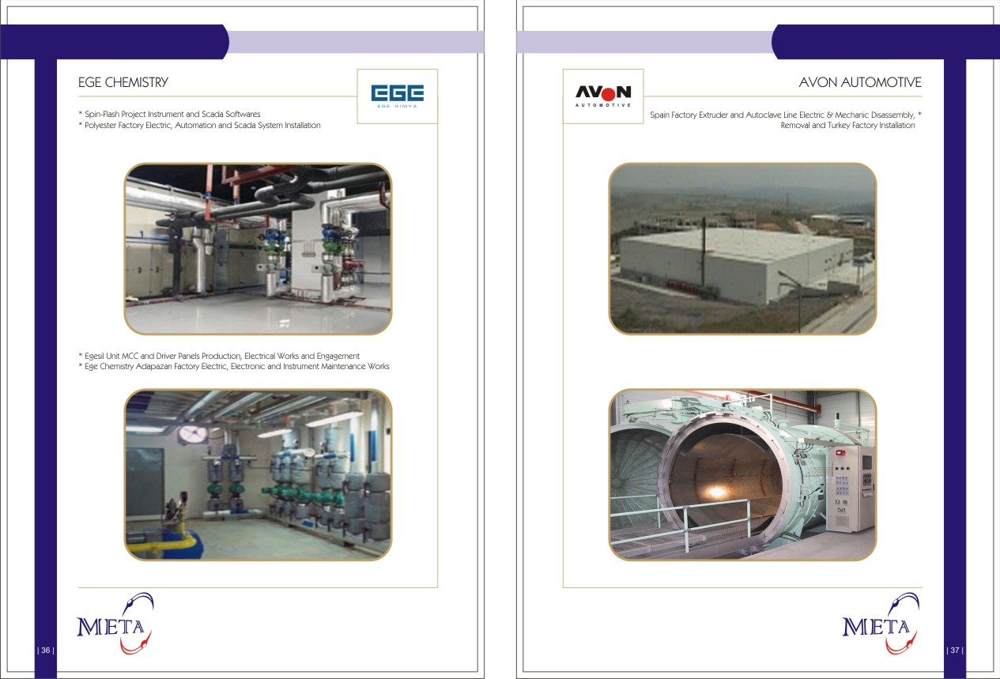 EGE CHEMISTRY
EGE
EGE KIMYA
* Spin-Flash Project Instrument and Scada Softwares
* Polyester Factory Electric, Automation and Scada System Installation
* Egesil Unit MCC and Driver Panels Production, Electrical Works and Engagement
* Ege Chemistry Adapazarı Factory Electric, Electronic and Instrument Maintenance Works
META
| 36 |
AVON
AUTOMOTIVE
AVON AUTOMOTIVE
Spain Factory Extruder and Autoclave Line Electric & Mechanic Disassembly, *
Removal and Turkey Factory Installation
META
| 37 |